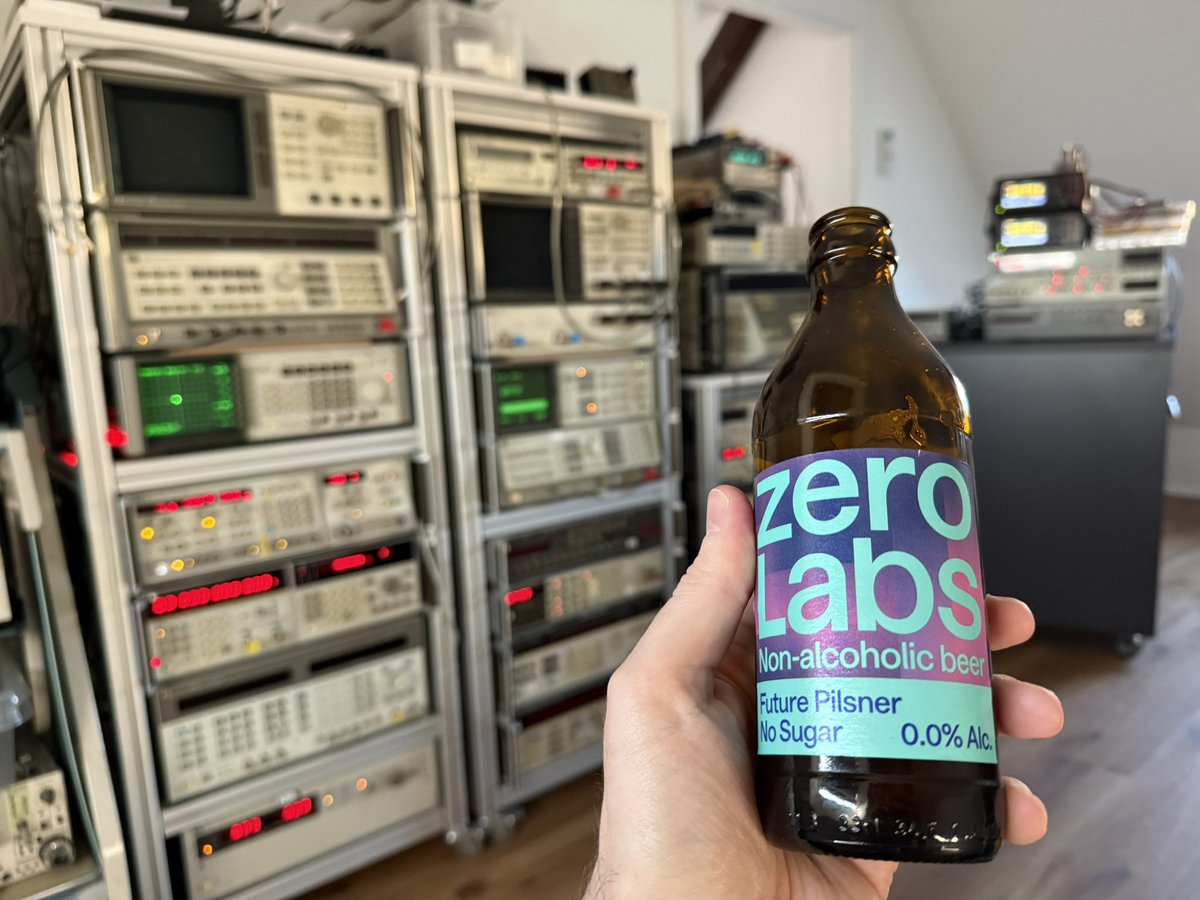 zero
Labs
Non-alcoholic beer
Future Pilsner
No Sugar 0.0% Alc.